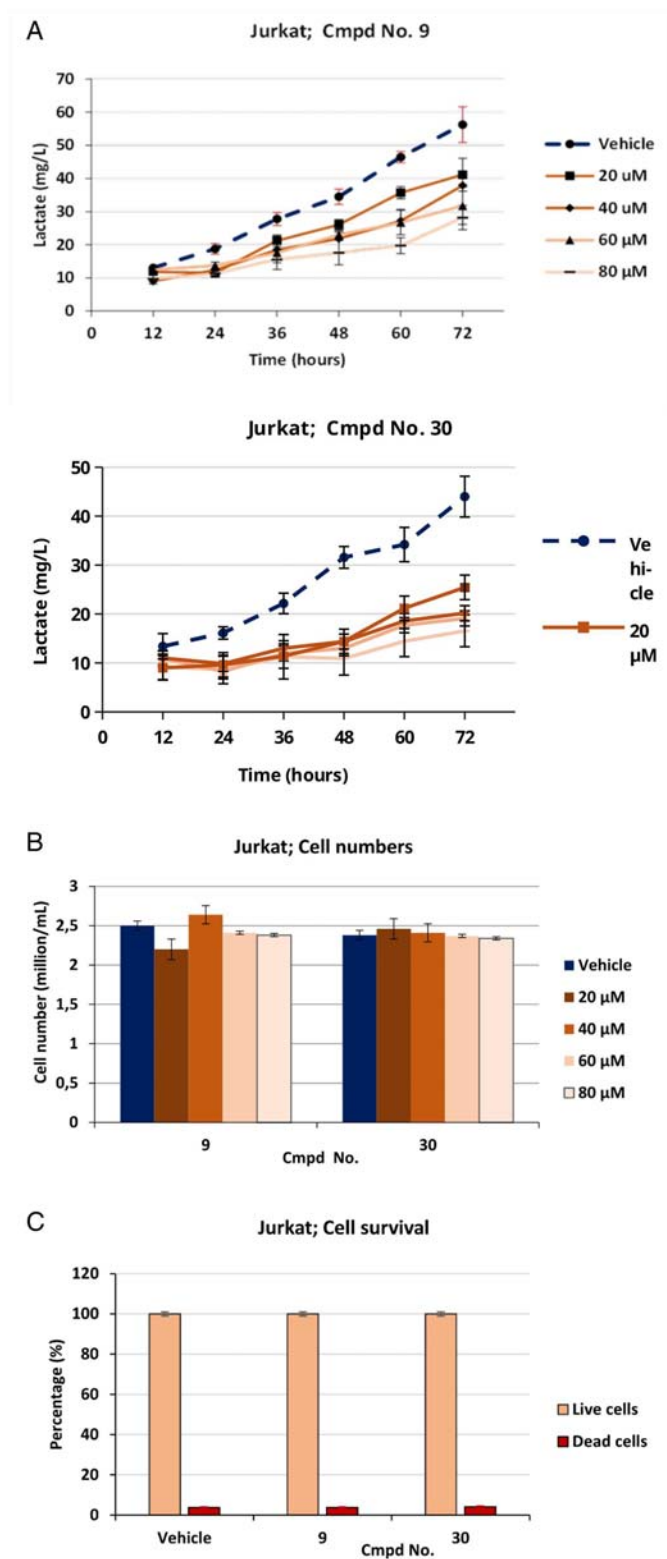 A
Jurkat; Cmpd No. 9
70
60
50
40
30
20
10
0
Lactate (mg/L)
0 12 24 36 48 60 72
Time (hours)
Vehicle
20 uM
40 uM
60 µM
80 µM
Jurkat; Cmpd No. 30
50
40
30
20
10
0
Lactate (mg/L)
0 12 24 36 48 60 72
Time (hours)
Ve
hi-
cle
20
µM
B
Jurkat; Cell numbers
3
2,5
2
1,5
1
0,5
0
Cell number (million/mL)
9 30
Cmpd No.
Vehicle
20 µM
40 µM
60 µM
80 µM
C
Jurkat; Cell survival
120
100
80
60
40
20
0
Percentage (%)
Vehicle 9 30
Cmpd No.
Live cells
Dead cells